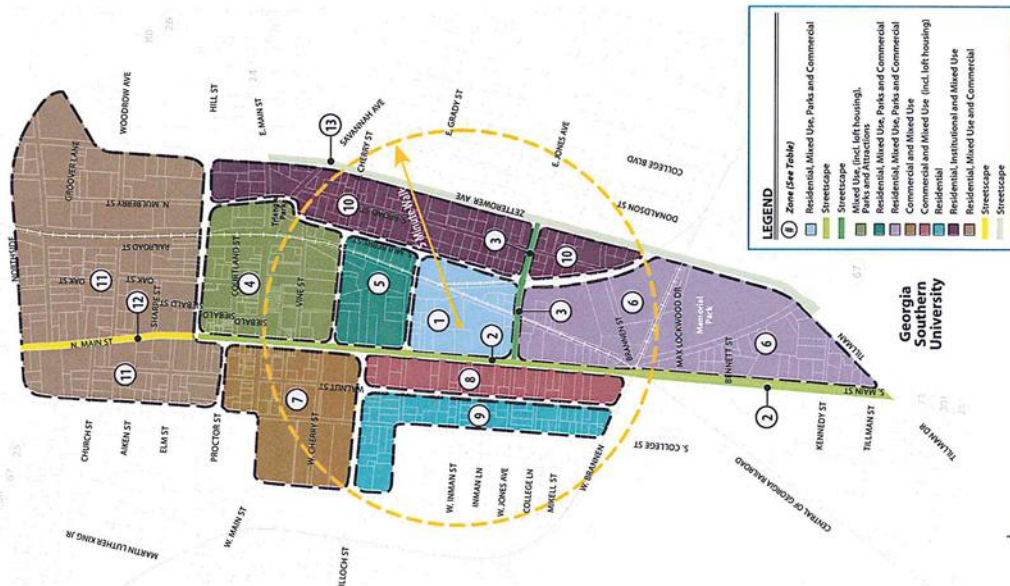 NORTHSIDE
GROOVER LANE
WOODROW AVE
N. MULBERRY ST
RAILROAD ST
OAK ST
OAK ST
11
12
SHARPE ST
SIEBALD ST
N. MAIN ST
11
CHURCH ST
AIKEN ST
ELM ST
PROCTOR ST
HILL ST
E. MAIN ST
SAVANNAH AVE
13
CHERRY ST
E. GRADY ST
E. JONES AVE
COLLEGE BLVD
DONALDSON ST
ZETTEROWER AVE
10
5 Minute Walk
COURTLAND ST
4
SIEBALD
VINE ST
5
1
2
3
10
3
6
BRANNEN ST
MAX LOCKWOOD DR
Memorial
Park
BENNETT ST
6
TILLMAN
S. MAIN ST
2
7
W. CHERRY ST
WALNUT ST
8
9
MARTIN LUTHER KING JR.
W. MAIN ST
W. INMAN ST
INMAN LN
W. JONES AVE
COLLEGE LN
MIKELL ST
W. BRANNEN
S. COLLEGE ST
CENTRAL OF GEORGIA RAILROAD
KENNEDY ST
TILLMAN ST
TILLMAN DR
Georgia
Southern
University
LEGEND
# Zone (See Table)
Residential, Mixed Use, Parks and Commercial
Streetscape
Streetscape
Mixed Use, (incl. loft housing),
Parks and Attractions
Residential, Mixed Use, Parks and Commercial
Residential, Mixed Use, Parks and Commercial
Commercial and Mixed Use
Commercial and Mixed Use (incl. loft housing)
Residential
Residential, Institutional and Mixed Use
Residential, Mixed Use and Commercial
Streetscape
Streetscape